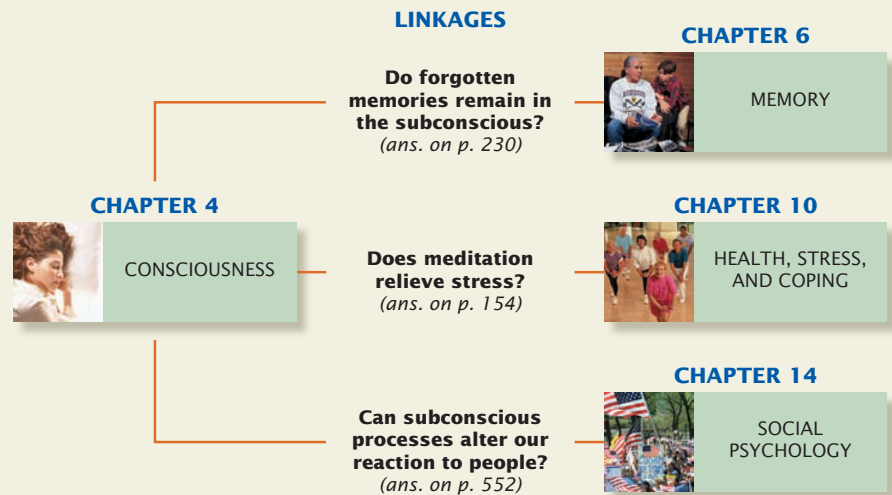 LINKAGES
CHAPTER 6
Do forgotten
memories remain in
the subconscious?
(ans. on p. 230)
MEMORY
CHAPTER 4
CONSCIOUSNESS
Does meditation
relieve stress?
(ans. on p. 154)
CHAPTER 10
HEALTH, STRESS,
AND COPING
CHAPTER 14
Can subconscious
processes alter our
reaction to people?
(ans. on p. 552)
SOCIAL
PSYCHOLOGY